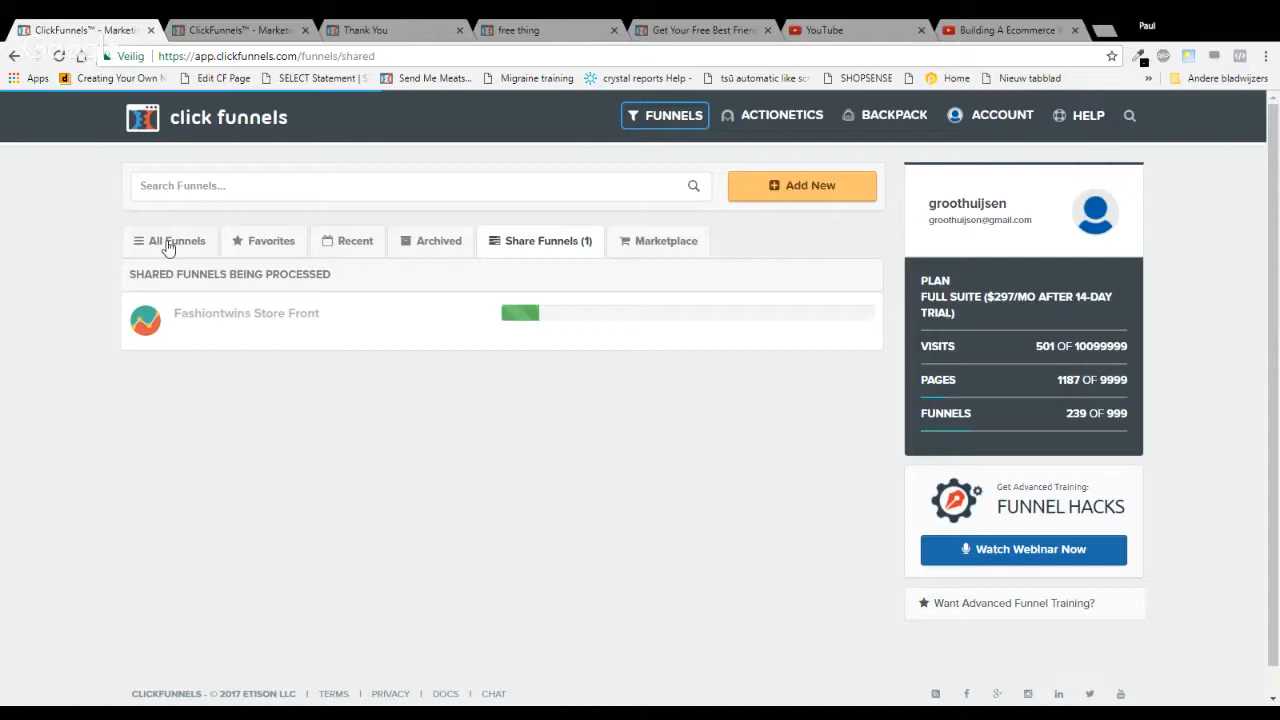 ClickFunnels™ - Marketi
ClickFunnels™ - Marketi
Thank You
free thing
Get Your Free Best Frien
YouTube
Building A Ecommerce F
Paul
Veilig
https://app.clickfunnels.com/funnels/shared
Apps
Creating Your Own
Edit CF Page
SELECT Statement (
Send Me Meats...
Migraine training
crystal reports Help -
automatic like scr
SHOPSENSE
Home
Nieuw tabblad
»
Andere bladwijzers
click funnels
FUNNELS
ACTIONETICS
BACKPACK
ACCOUNT
HELP
Search Funnels...
Add New
All Funnels
Favorites
Recent
Archived
Share Funnels (1)
Marketplace
SHARED FUNNELS BEING PROCESSED
Fashiontwins Store Front
groothuijsen
groothuijsen@gmail.com
PLAN
FULL SUITE ($297/MO AFTER 14-DAY
TRIAL)
VISITS 501 OF 10099999
PAGES 1187 OF 9999
FUNNELS 239 OF 999
Get Advanced Training:
FUNNEL HACKS
Watch Webinar Now
Want Advanced Funnel Training?
CLICKFUNNELS - © 2017 ETISON LLC | TERMS | PRIVACY | DOCS | CHAT